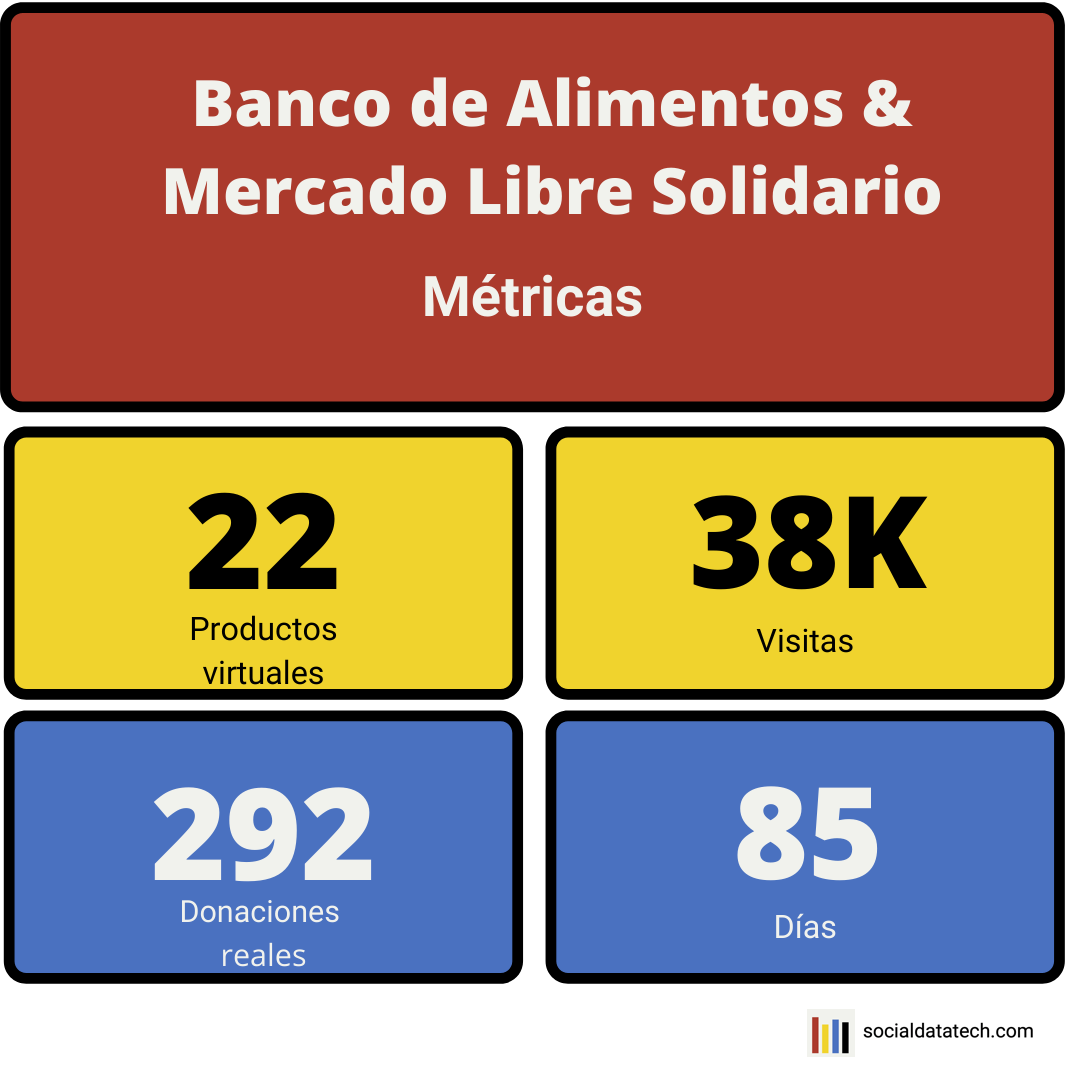 Banco de Alimentos &
Mercado Libre Solidario
Métricas
22
Productos
virtuales
38K
Visitas
292
Donaciones
reales
85
Días
socialdatatech.com